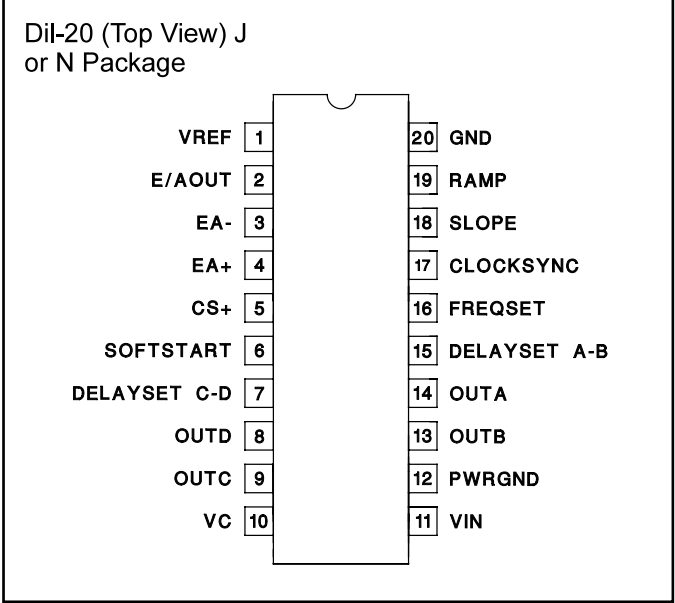 Dil-20 (Top View) J
or N Package
VREF 1 20 GND
E/AOUT 2 19 RAMP
EA- 3 18 SLOPE
EA+ 4 17 CLOCKSYNC
CS+ 5 16 FREQSET
SOFTSTART 6 15 DELAYSET A-B
DELAYSET C-D 7 14 OUTA
OUTD 8 13 OUTB
OUTC 9 12 PWRGND
VC 10 11 VIN